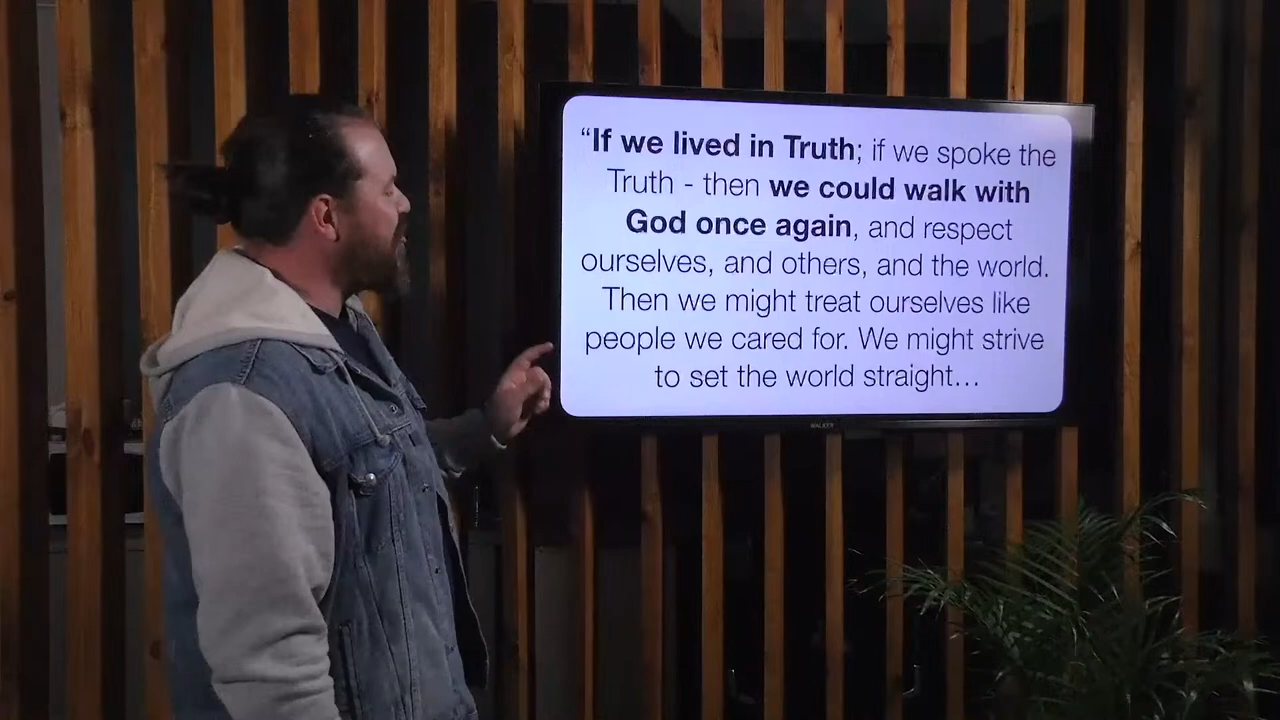 “If we lived in Truth; if we spoke the
Truth - then we could walk with
God once again, and respect
ourselves, and others, and the world.
Then we might treat ourselves like
people we cared for. We might strive
to set the world straight…
WALKER